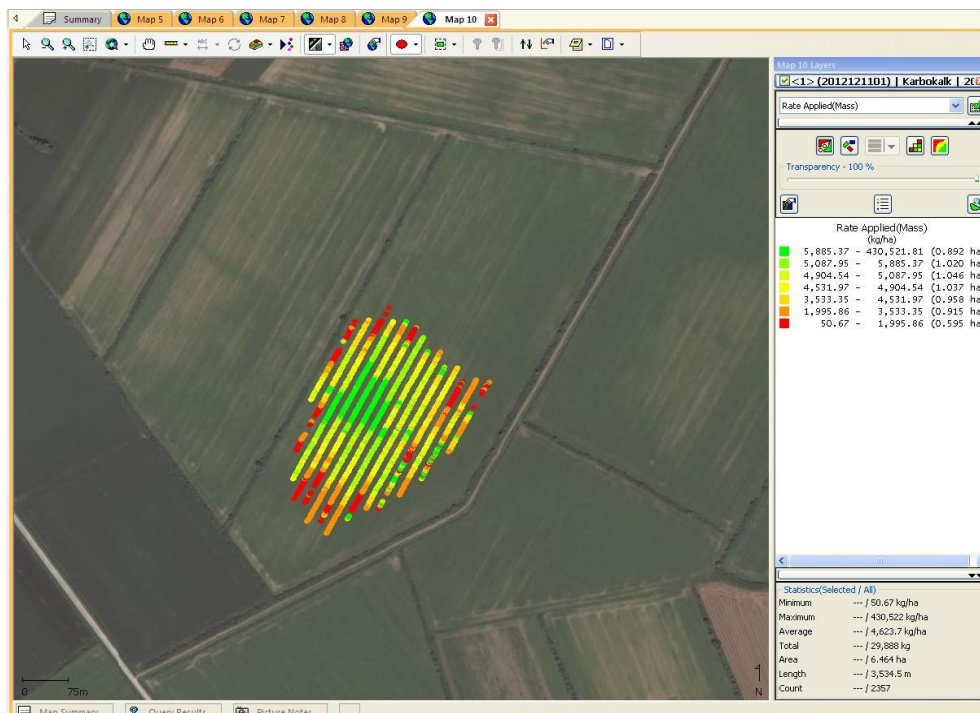 Summary Map 5 Map 6 Map 7 Map 8 Map 9 Map 10
ABC
Map 10 Layers
<1> (2012121101) | Karbokalk |
Rate Applied(Mass)
Transparency - 100 %
Rate Applied(Mass)
(kg/ha)
5,885.37 - 430,521.81 (0.892 ha
5,087.95 - 5,885.37 (1.020 ha
4,904.54 - 5,087.95 (1.046 ha
4,531.97 - 4,904.54 (1.037 ha
3,533.35 - 4,531.97 (0.958 ha
1,995.86 - 3,533.35 (0.915 ha
50.67 - 1,995.86 (0.595 ha
Statistics(Selected / All)
Minimum --- / 50.67 kg/ha
Maximum --- / 430,522 kg/ha
Average --- / 4,623.7 kg/ha
Total --- / 29,888 kg
Area --- / 6.464 ha
Length --- / 3,534.5 m
Count --- / 2357
0 75m
N
Map Summary Query Results Picture Notes